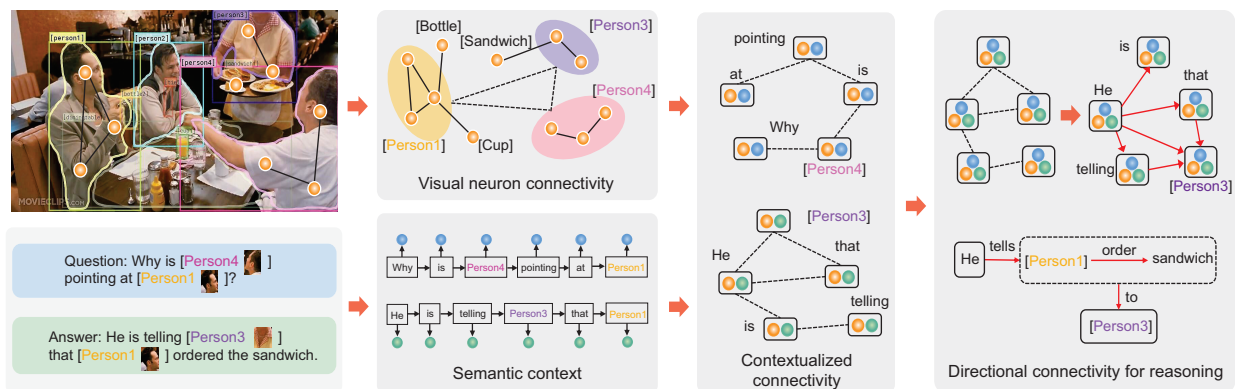 [person1]
[person2]
[person3]
[person4]
[sandwich]
[bottle2]
[diningtable]
MOVIECLIPS.COM
Question: Why is [Person4 ]
pointing at [Person1 ]?
Answer: He is telling [Person3 ]
that [Person1 ] ordered the sandwich.
[Bottle]
[Sandwich]
[Person3]
[Person4]
[Person1]
[Cup]
Visual neuron connectivity
Why is Person4 pointing at Person1
He is telling Person3 that Person1
Semantic context
pointing
at
is
Why
[Person4]
[Person3]
He
that
telling
is
Contextualized
connectivity
is
that
He
telling
[Person3]
He tells [Person1] order sandwich
to
[Person3]
Directional connectivity for reasoning